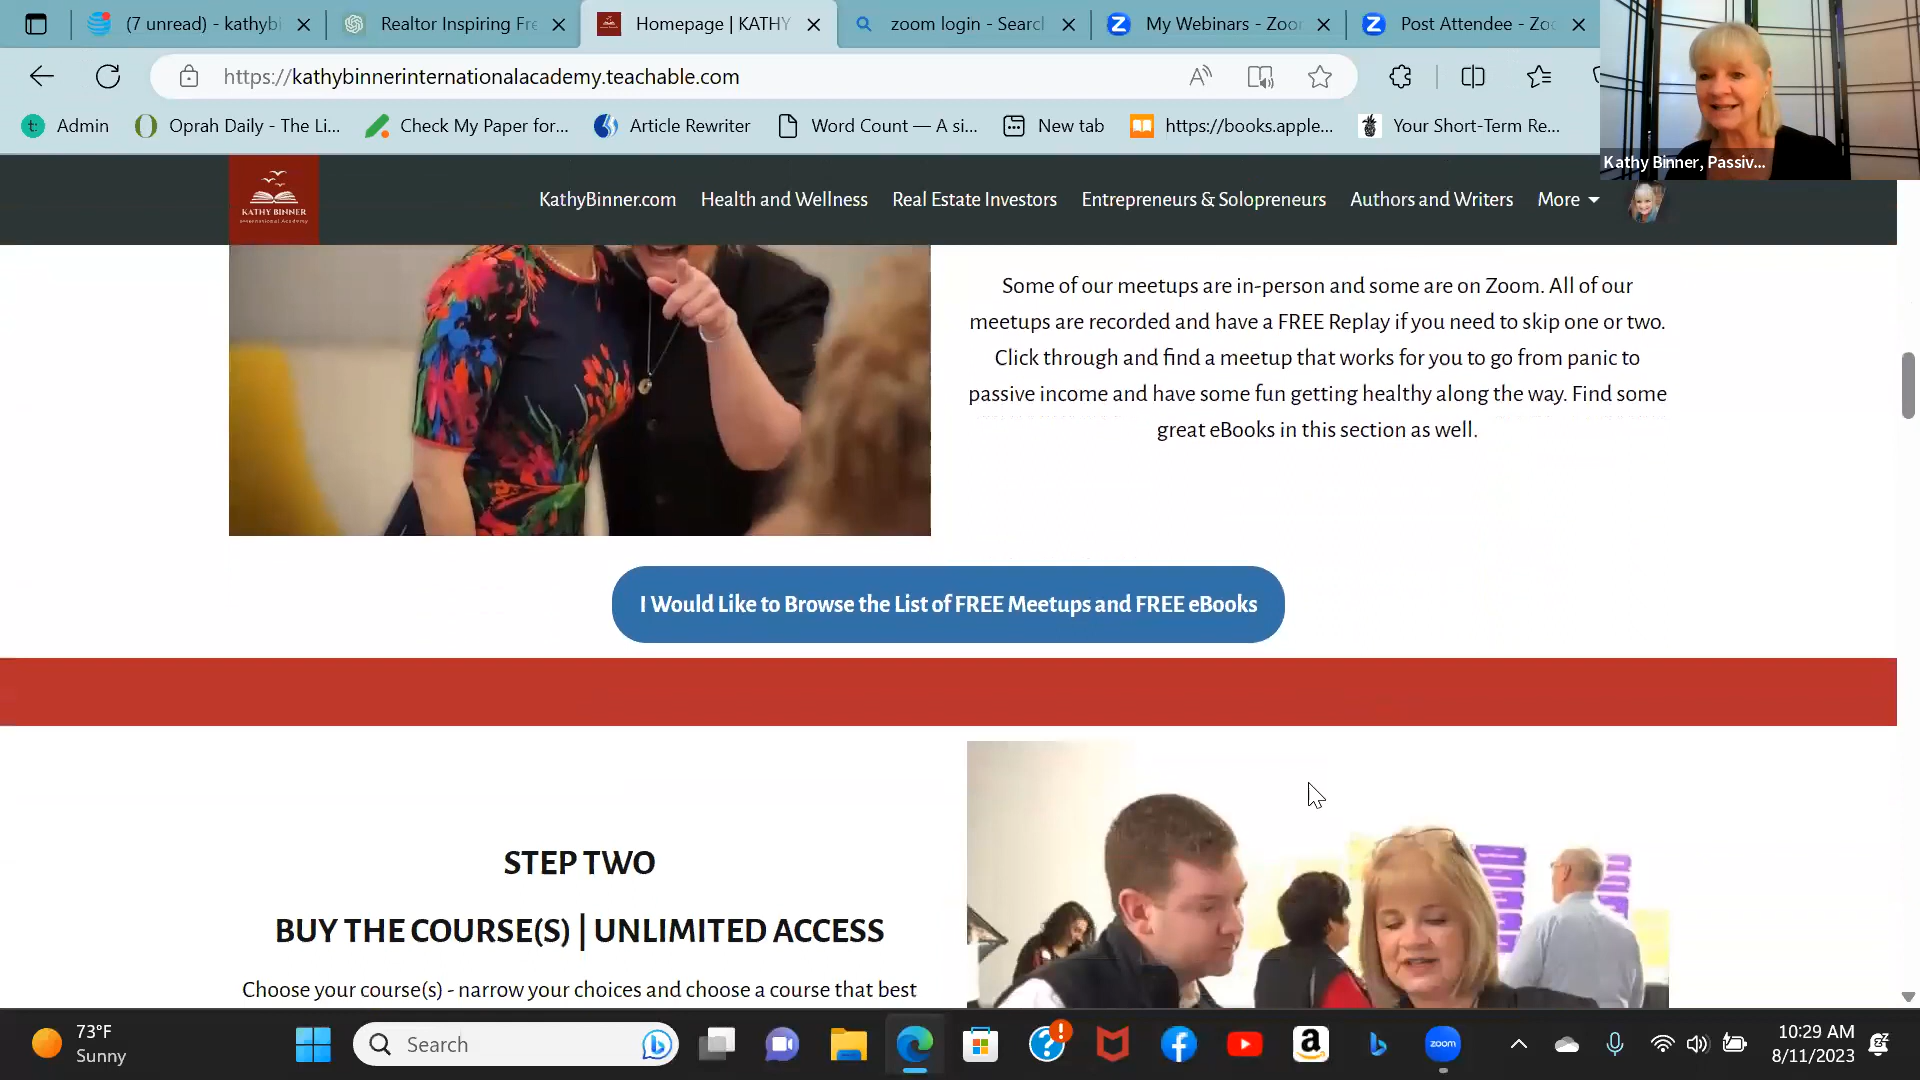 (7 unread) - kathybi
Realtor Inspiring Fre
Homepage | KATHY
zoom login - Search
My Webinars - Zoom
Post Attendee - Zo
https://kathybinnerinternationalacademy.teachable.com
Admin
Oprah Daily - The Li...
Check My Paper for...
Article Rewriter
Word Count — A si...
New tab
https://books.apple...
Your Short-Term Re...
Kathy Binner, Passiv...
KATHY BINNER
International Academy
KathyBinner.com
Health and Wellness
Real Estate Investors
Entrepreneurs & Solopreneurs
Authors and Writers
More
Some of our meetups are in-person and some are on Zoom. All of our
meetups are recorded and have a FREE Replay if you need to skip one or two.
Click through and find a meetup that works for you to go from panic to
passive income and have some fun getting healthy along the way. Find some
great eBooks in this section as well.
I Would Like to Browse the List of FREE Meetups and FREE eBooks
STEP TWO
BUY THE COURSE(S) | UNLIMITED ACCESS
Choose your course(s) - narrow your choices and choose a course that best
73°F
Sunny
Search
zoom
10:29 AM
8/11/2023